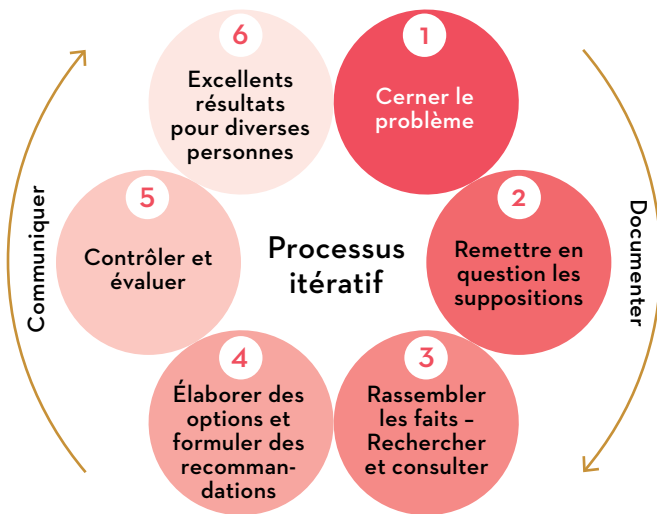 1
Cerner le
problème
2
Remettre en
question les
suppositions
3
Rassembler
les faits –
Rechercher
et consulter
4
Élaborer des
options et
formuler des
recomman-
dations
5
Contrôler et
évaluer
6
Excellents
résultats
pour diverses
personnes
Processus
itératif
Communiquer
Documenter